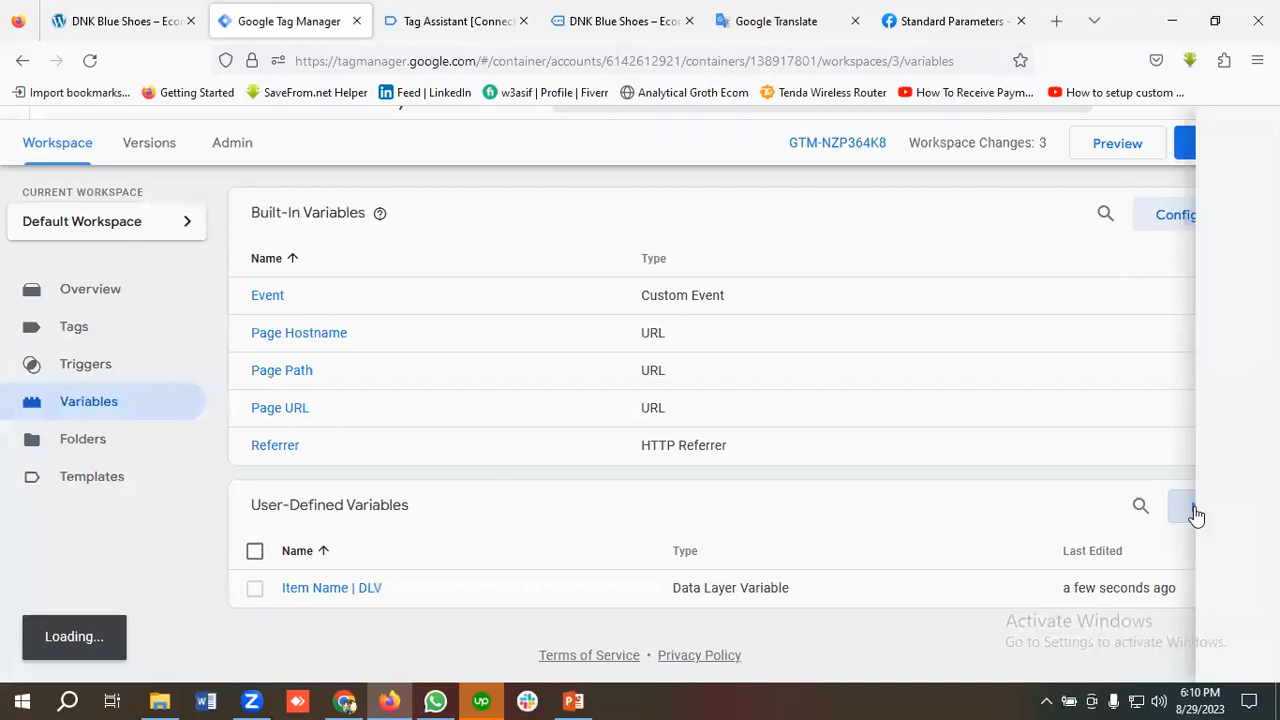 DNK Blue Shoes – Econ
Google Tag Manager
Tag Assistant [Connec
DNK Blue Shoes – Econ
Google Translate
Standard Parameters -
https://tagmanager.google.com/#/container/accounts/6142612921/containers/138917801/workspaces/3/variables
Import bookmarks...
Getting Started
SaveFrom.net Helper
Feed | LinkedIn
w3asif | Profile | Fiverr
Analytical Groth Ecom
Tenda Wireless Router
How To Receive Paym...
How to setup custom ...
Workspace
Versions
Admin
GTM-NZP364K8
Workspace Changes: 3
Preview
CURRENT WORKSPACE
Default Workspace
Overview
Tags
Triggers
Variables
Folders
Templates
Built-In Variables
Config
Name
Type
Event
Custom Event
Page Hostname
URL
Page Path
URL
Page URL
URL
Referrer
HTTP Referrer
User-Defined Variables
Name
Type
Last Edited
Item Name | DLV
Data Layer Variable
a few seconds ago
Activate Windows
Go to Settings to activate Windows.
Loading...
Terms of Service • Privacy Policy
6:10 PM
8/29/2023